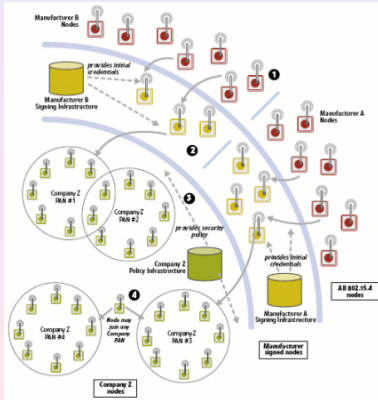 Manufacturer B
Nodes
provides initial
credentials
Manufacturer B
Signing Infrastructure
1
Manufacturer A
Nodes
2
Company Z
PAN #1
Company Z
PAN #2
3
provides security
policy
Company Z
Policy Infrastructure
provides initial
credentials
Manufacturer A
Signing Infrastructure
All 802.15.4
nodes
4
Company Z
PAN #4
Node may
join any
Company
PAN
Company Z
PAN #3
Manufacturer
signed nodes
Company Z
nodes